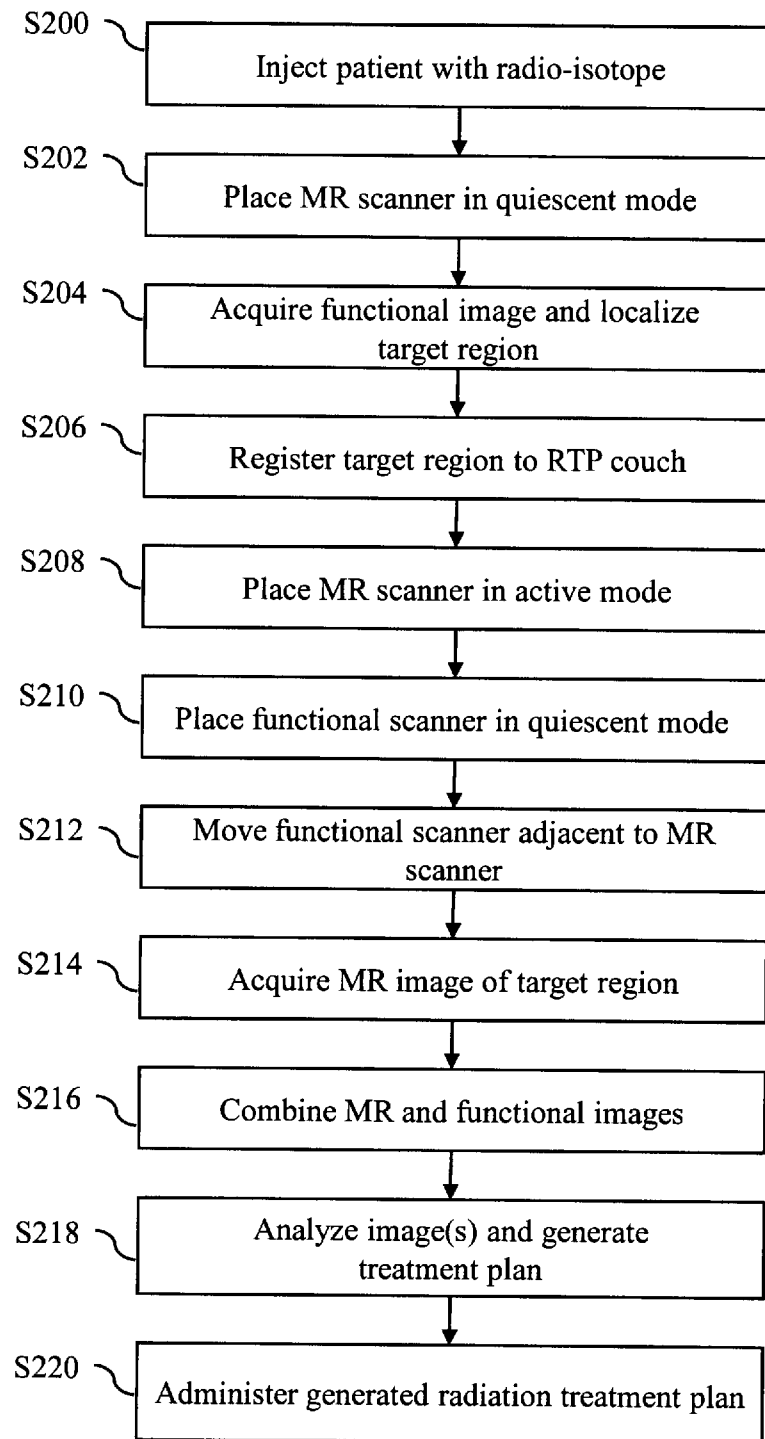 S200
Inject patient with radio-isotope
S202
Place MR scanner in quiescent mode
S204
Acquire functional image and localize
target region
S206
Register target region to RTP couch
S208
Place MR scanner in active mode
S210
Place functional scanner in quiescent mode
S212
Move functional scanner adjacent to MR
scanner
S214
Acquire MR image of target region
S216
Combine MR and functional images
S218
Analyze image(s) and generate
treatment plan
S220
Administer generated radiation treatment plan